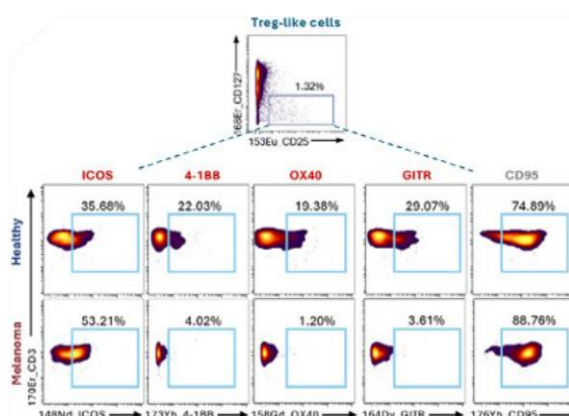 Treg-like cells
168Er_CD127
1.32%
153Eu_CD25
ICOS 4-1BB OX40 GITR CD95
Healthy
35.68% 22.03% 19.38% 29.07% 74.89%
Melanoma
53.21% 4.02% 1.20% 3.61% 88.76%
170Er_CD3
148Nd_ICOS 173Yb_4-1BB 158Gd_OX40 164Dy_GITR 176Yb_CD95